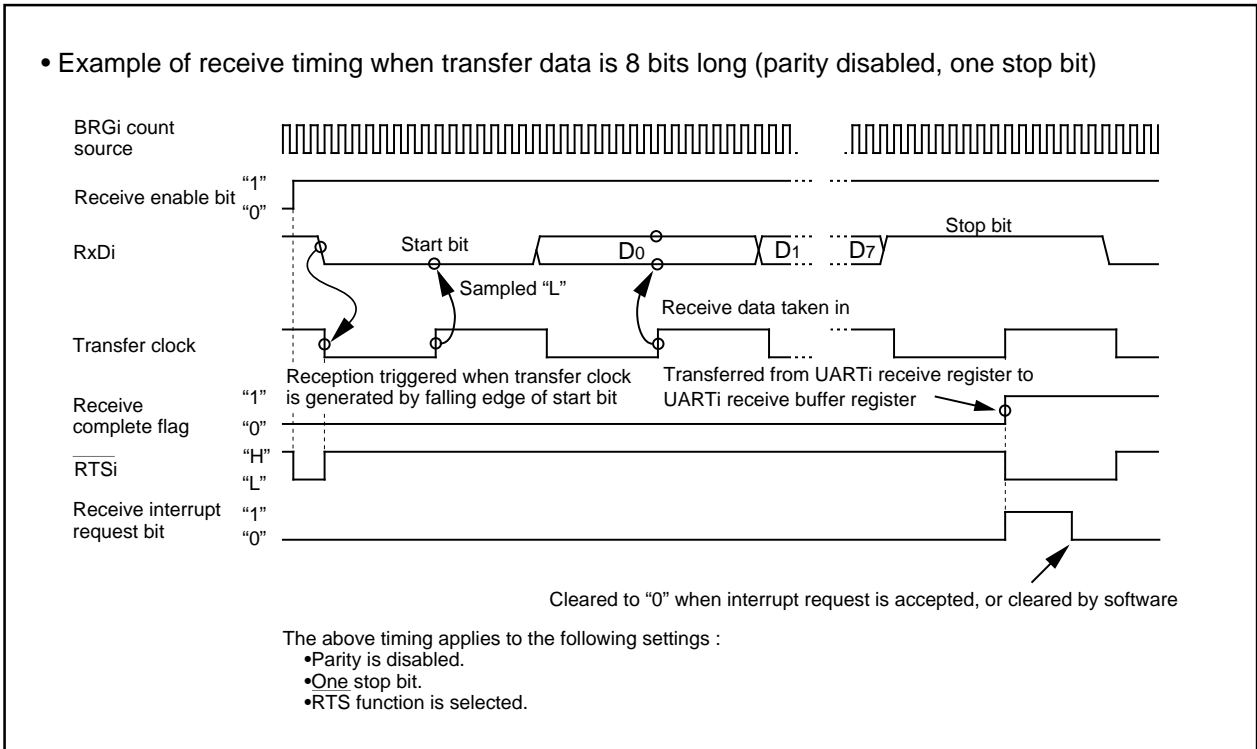 • Example of receive timing when transfer data is 8 bits long (parity disabled, one stop bit)
BRGi count
source
Receive enable bit
“1”
“0”
RxDi
Start bit
D0
D1
D7
Stop bit
Sampled “L”
Receive data taken in
Transfer clock
Reception triggered when transfer clock
is generated by falling edge of start bit
Transferred from UARTi receive register to
UARTi receive buffer register
Receive
complete flag
“1”
“0”
RTSi
“H”
“L”
Receive interrupt
request bit
“1”
“0”
Cleared to “0” when interrupt request is accepted, or cleared by software
The above timing applies to the following settings :
•Parity is disabled.
•One stop bit.
•RTS function is selected.